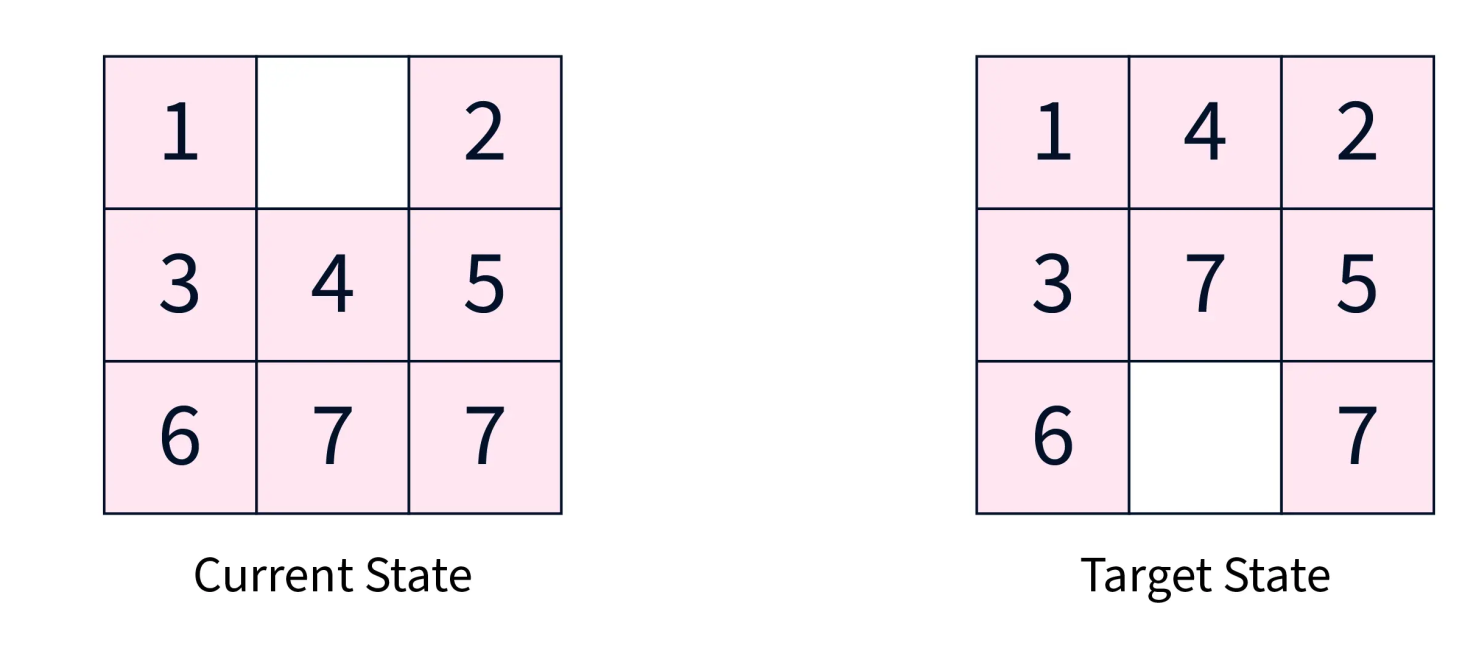 1 2 1 4 2
3 4 5 3 7 5
6 7 7 6 7
Current State Target State